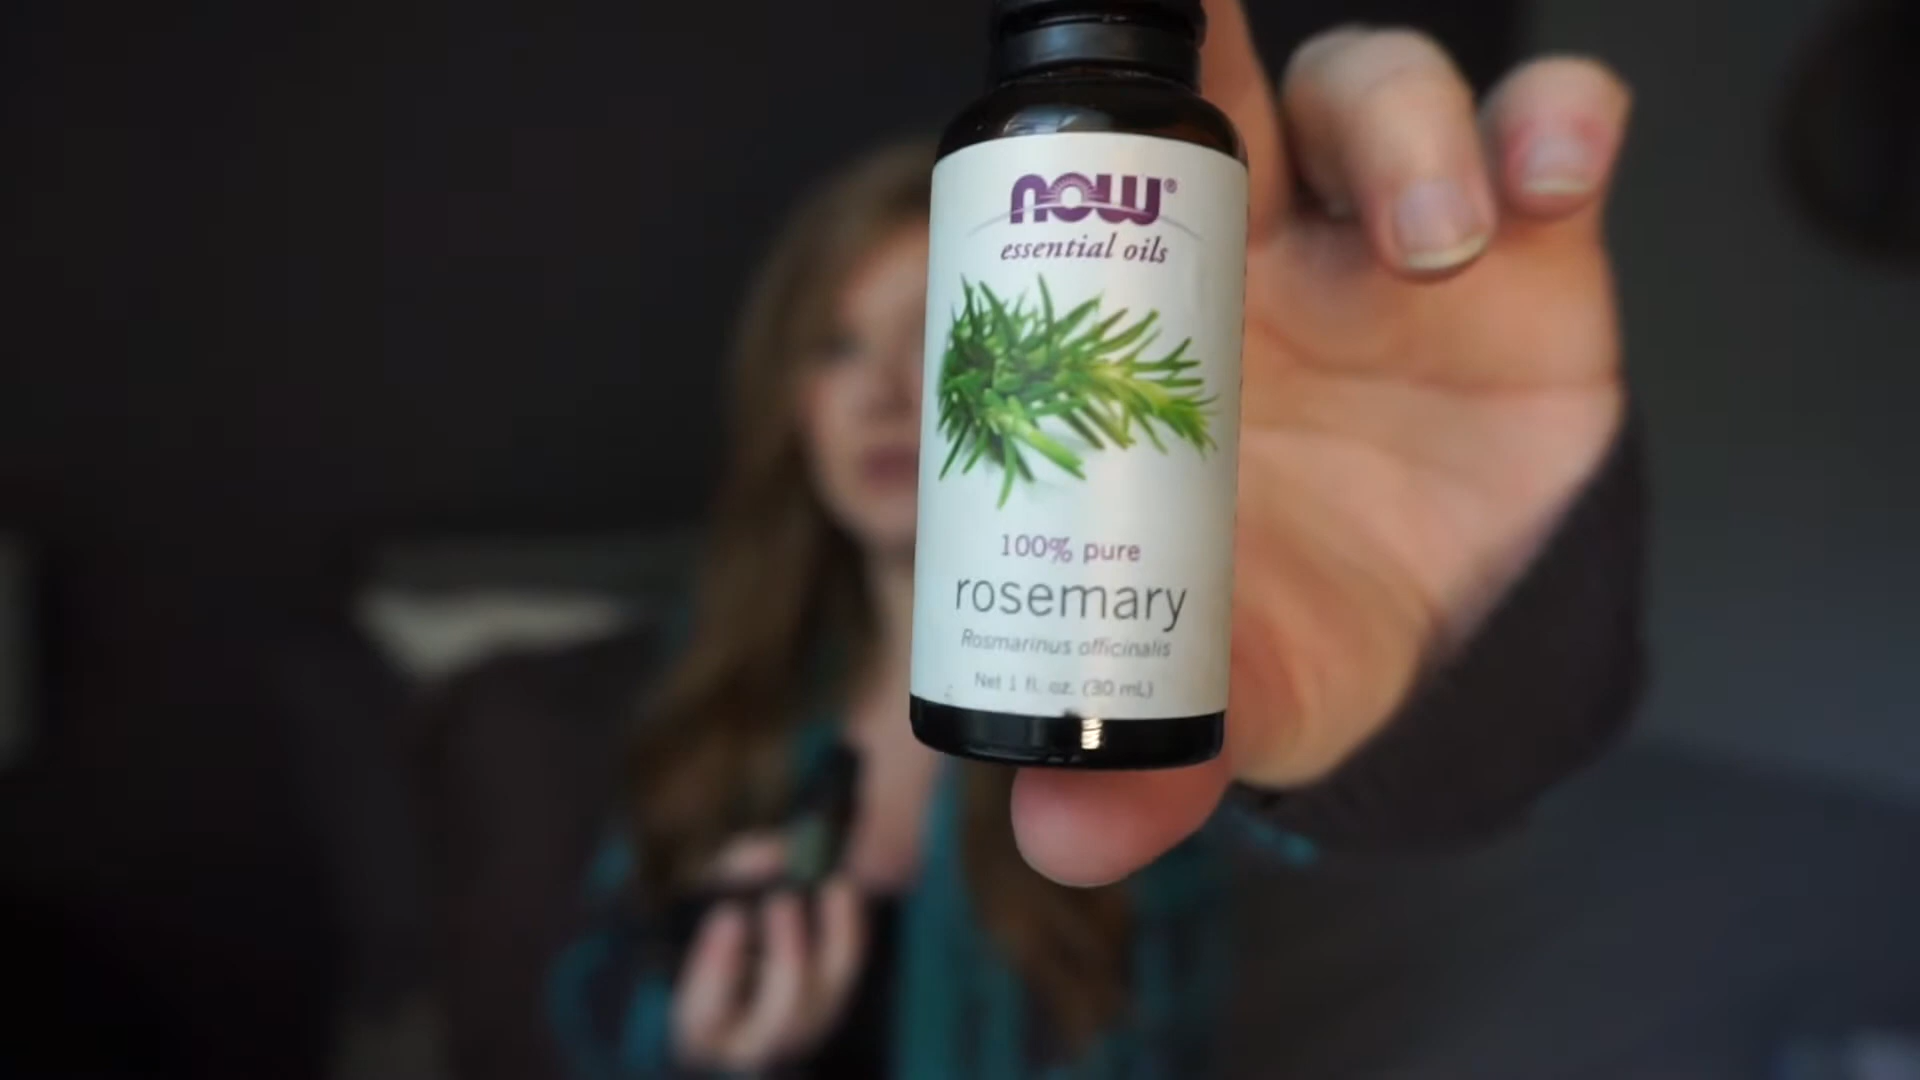 now®
essential oils
100% pure
rosemary
Rosmarinus officinalis
Net 1 fl. oz. (30 mL)